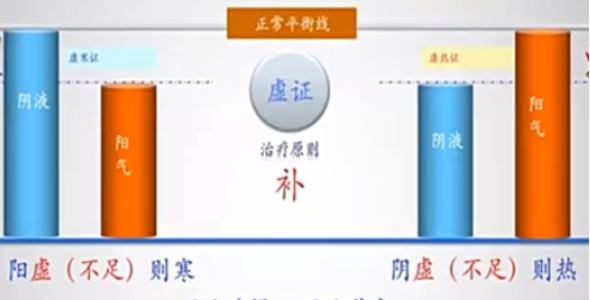 正常平衡线
虚寒证
虚热证
阴液
阳气
虚证
治疗原则
补
阴液
阳气
阳虚（不足）则寒
阴虚（不足）则热